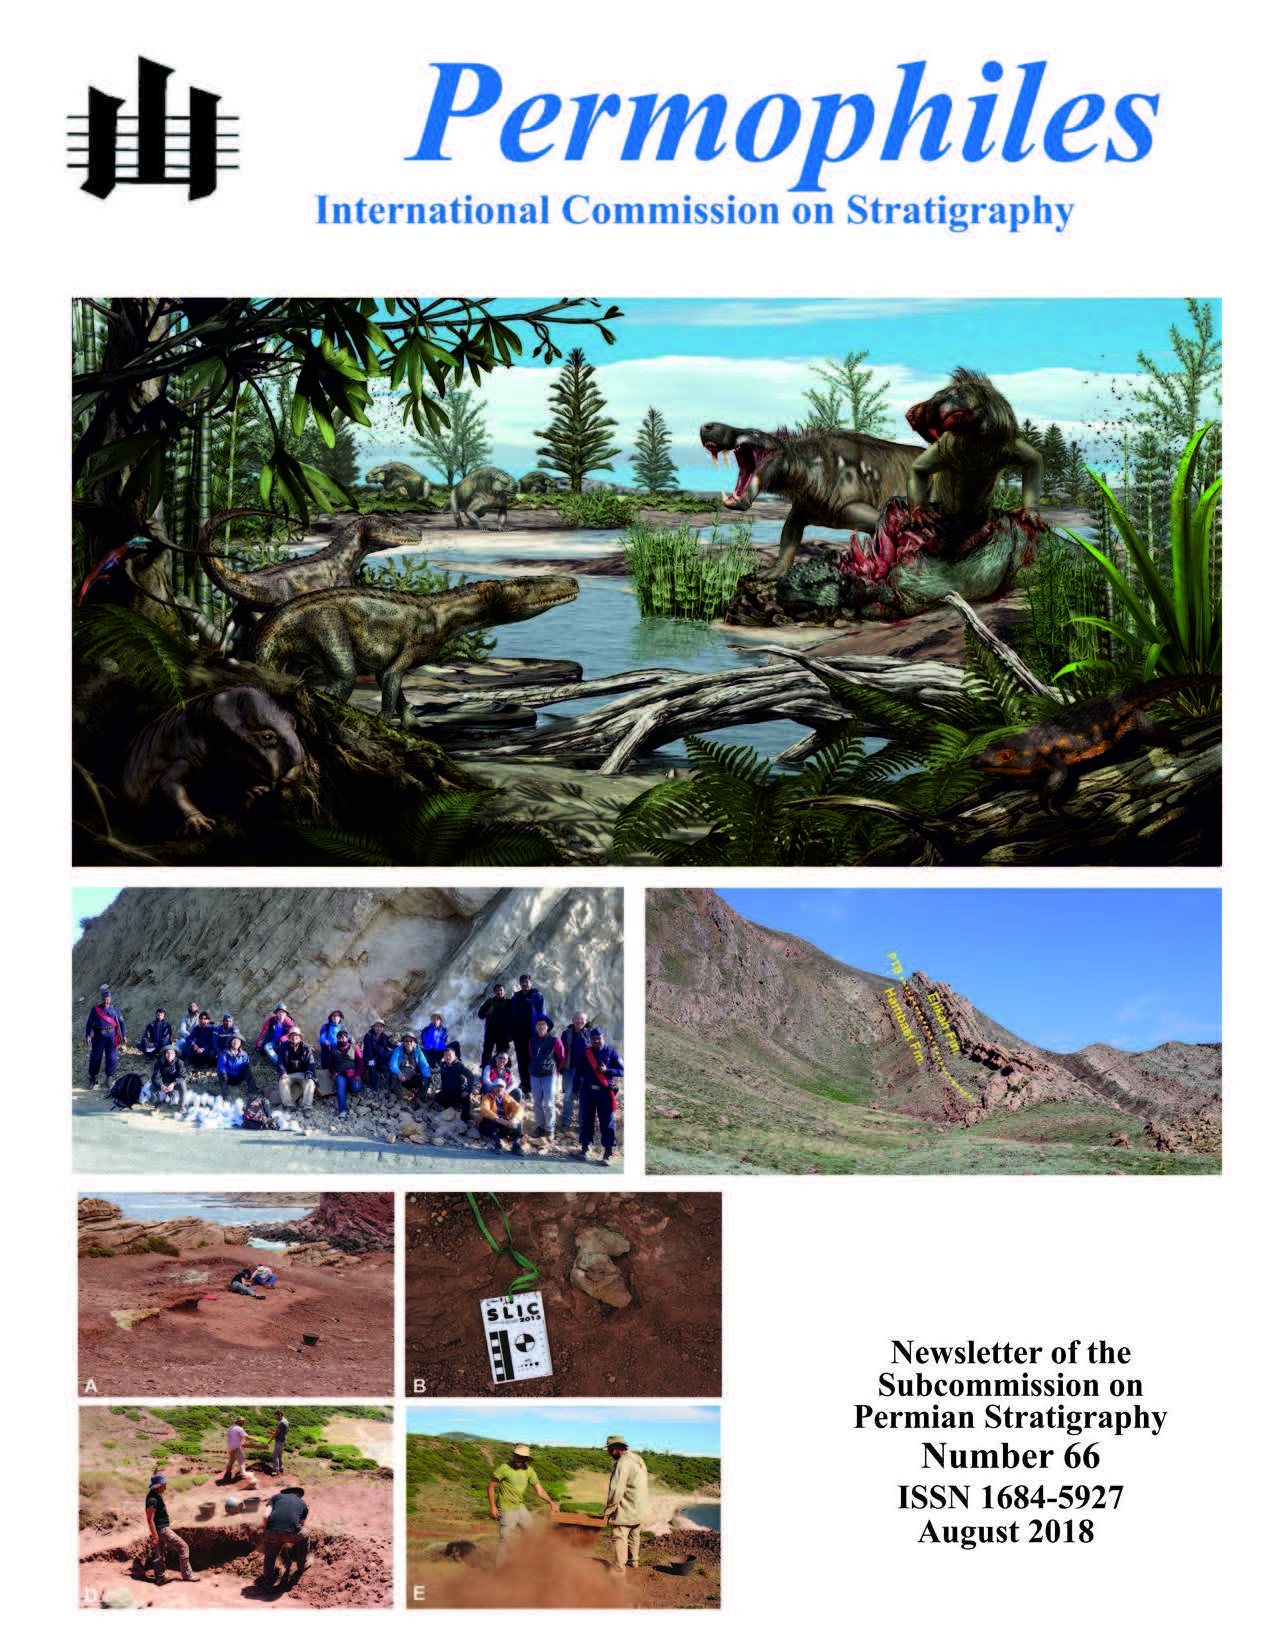 山
Permophiles
International Commission on Stratigraphy
PTB
Hambast Fm.
Elikah Fm.
SLIC
2015
A
B
D
E
Newsletter of the
Subcommission on
Permian Stratigraphy
Number 66
ISSN 1684-5927
August 2018